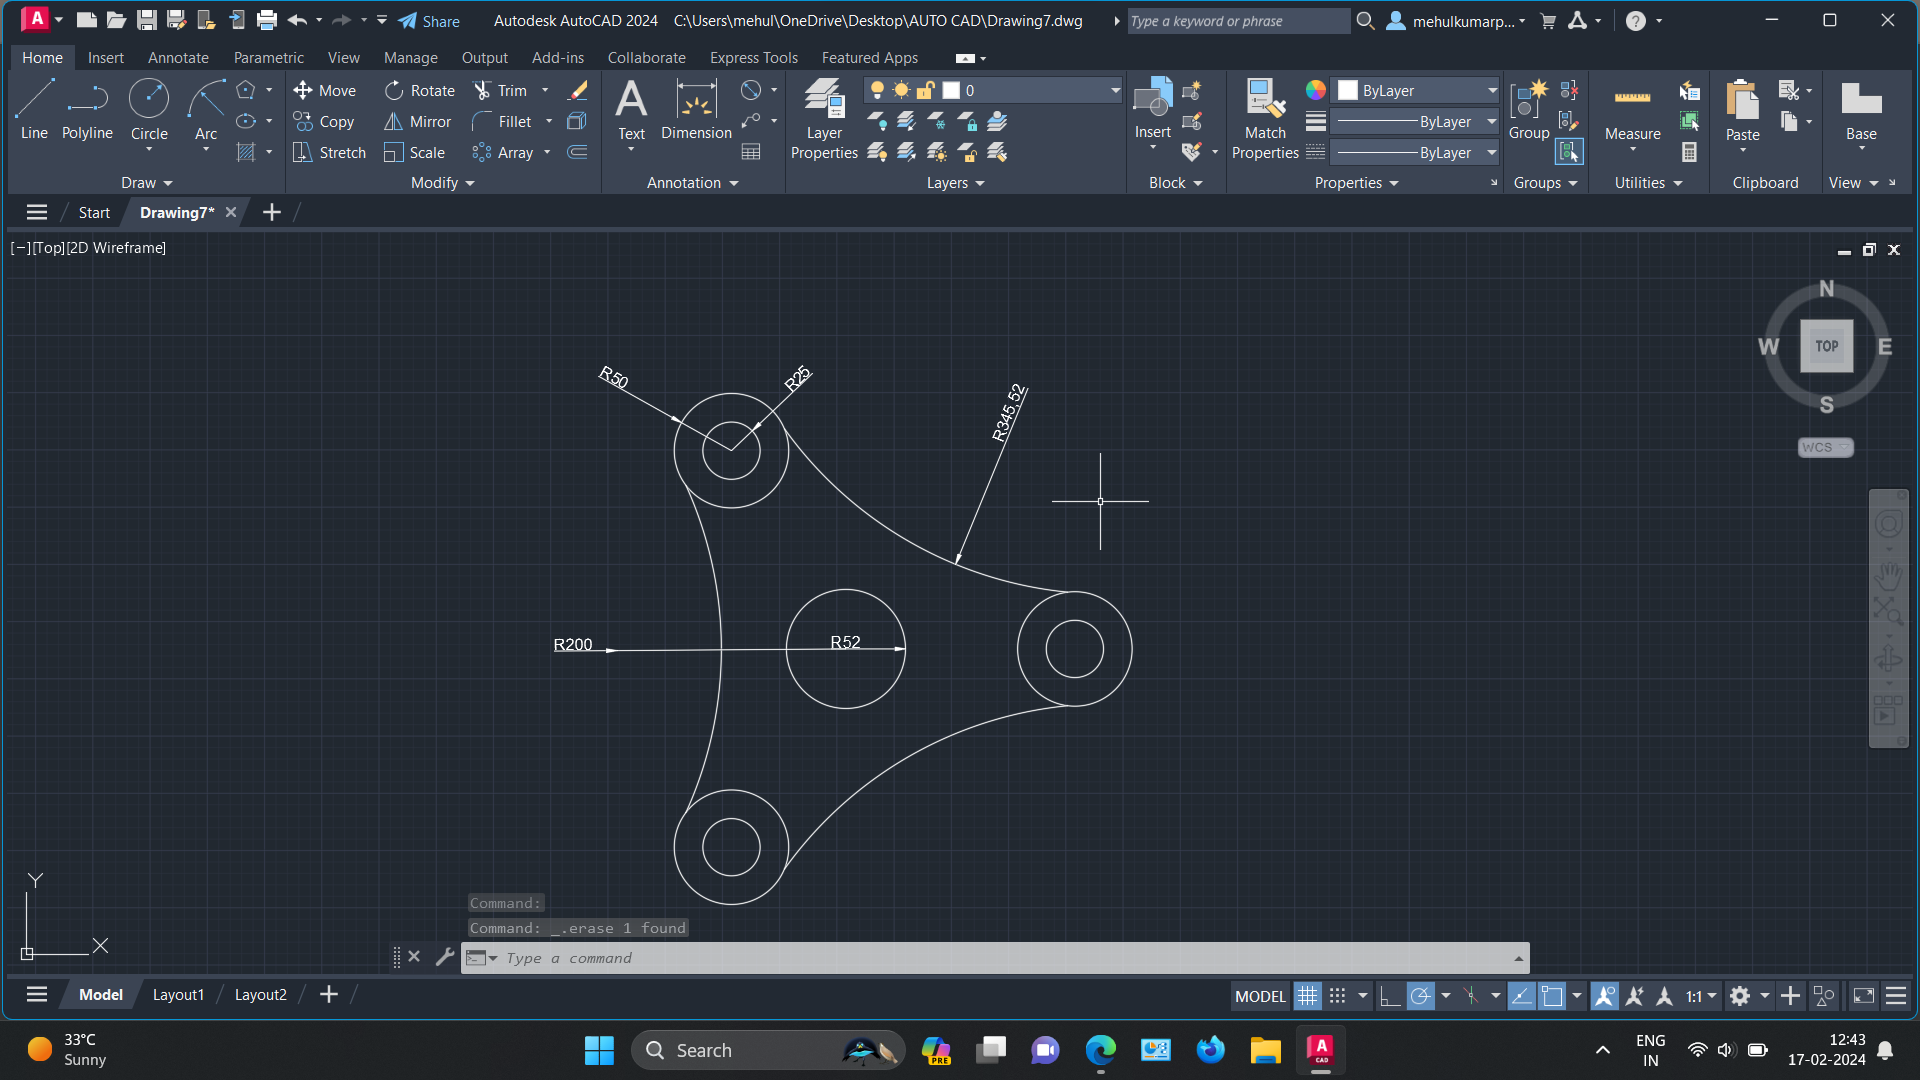 A Share Autodesk AutoCAD 2024 C:\Users\mehul\OneDrive\Desktop\AUTO CAD\Drawing7.dwg Type a keyword or phrase mehulkumarp... ?
Home Insert Annotate Parametric View Manage Output Add-ins Collaborate Express Tools Featured Apps
Line Polyline Circle Arc
Move Rotate Trim
Copy Mirror Fillet
Stretch Scale Array
Text Dimension
Layer Properties
0
Insert
Match Properties
ByLayer
ByLayer
ByLayer
Group
Measure
Paste
Base
Draw Modify Annotation Layers Block Properties Groups Utilities Clipboard View
Start Drawing7*
[−][Top][2D Wireframe]
N
W TOP E
S
WCS
R50
R25
R345,52
R200
R52
Y
X
Command:
Command: _.erase 1 found
Type a command
Model Layout1 Layout2 MODEL 1:1
33°C
Sunny
Search
PRE
A
CAD
ENG
IN
12:43
17-02-2024